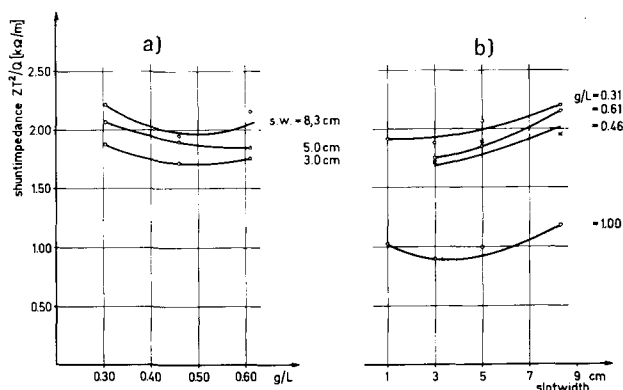 a)
b)
shuntimpedance ZT²/Q [kΩ/m]
2.50
2.00
1.75
1.00
0.50
s.w. = 8,3 cm
5.0 cm
3.0 cm
0.30
0.40
0.50
0.60
g/L
g/L = 0.31
= 0.61
= 0.46
= 1.00
1
3
5
7
9 cm
slotwidth